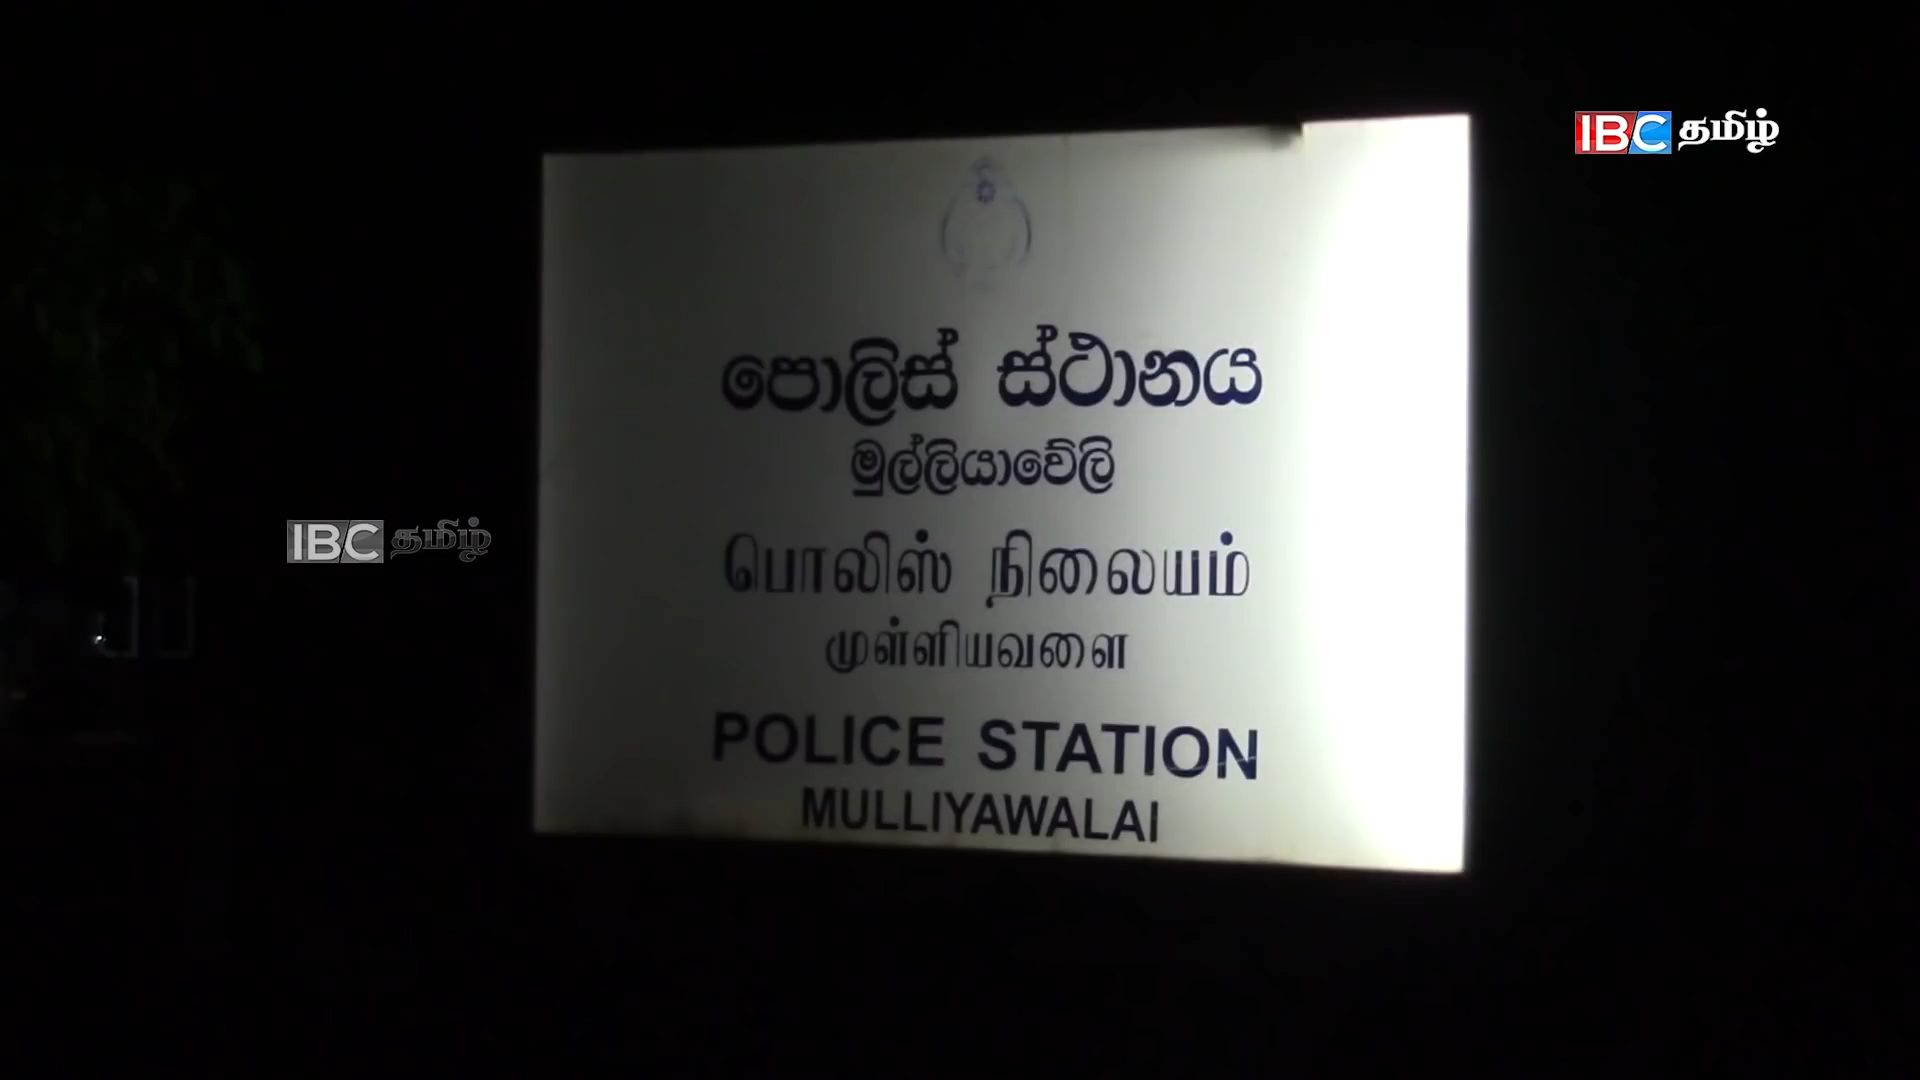 IBC தமிழ்
පොලිස් ස්ථානය
මුල්ලියාවේලි
பொலிஸ் நிலையம்
முள்ளியவளை
POLICE STATION
MULLIYAWALAI
IBC தமிழ்